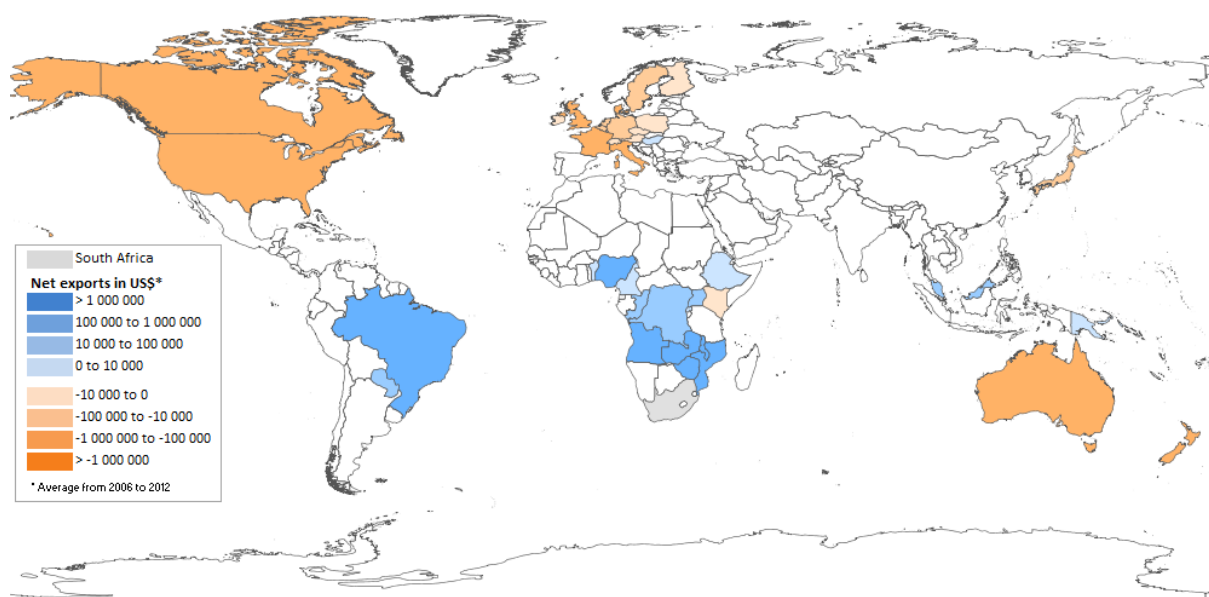 South Africa
Net exports in US$*
> 1 000 000
100 000 to 1 000 000
10 000 to 100 000
0 to 10 000
-10 000 to 0
-100 000 to -10 000
-1 000 000 to -100 000
> -1 000 000
* Average from 2006 to 2012